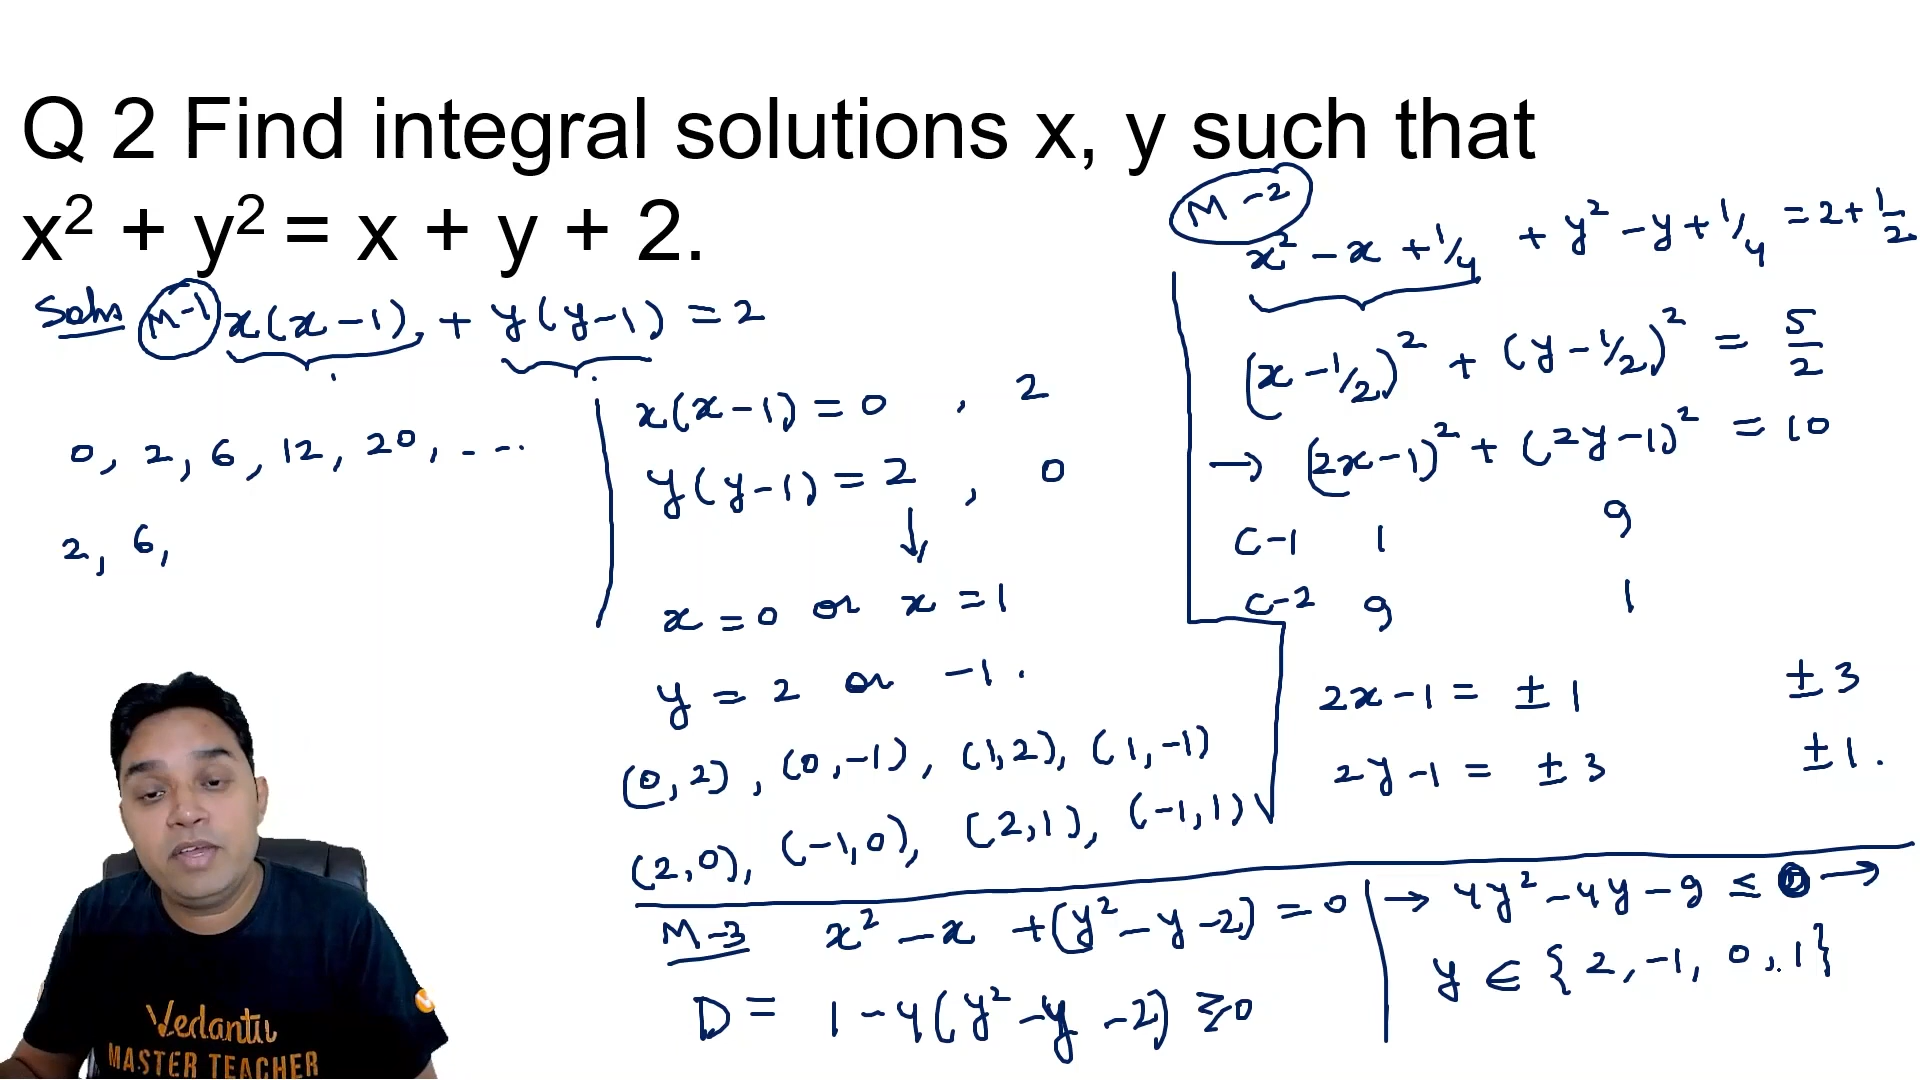 Q 2 Find integral solutions x, y such that
x² + y² = x + y + 2.
Soln M-1 x(x-1) + y(y-1) = 2
0, 2, 6, 12, 20, - - -
2, 6,
x(x-1) = 0 , 2
y(y-1) = 2 , 0
↓
x = 0 or x = 1
y = 2 or -1.
(0, 2), (0, -1), (1, 2), (1, -1)
(2, 0), (-1, 0), (2, 1), (-1, 1)
M-2
x² - x + 1/4 + y² - y + 1/4 = 2 + 1/2
(x - 1/2)² + (y - 1/2)² = 5/2
→ (2x-1)² + (2y-1)² = 10
C-1 1 9
C-2 9 1
2x-1 = ±1 ±3
2y-1 = ±3 ±1.
M-3 x² - x + (y² - y - 2) = 0
D = 1 - 4(y² - y - 2) ≥ 0
→ 4y² - 4y - 9 ≤ 0 →
y ∈ {2, -1, 0, 1}
Vedantu
MASTER TEACHER